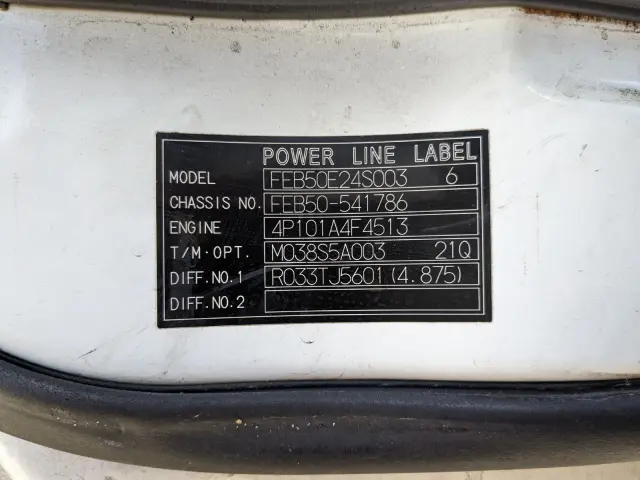 POWER LINE LABEL
MODEL FEB50E24S003 6
CHASSIS NO. FEB50-541786
ENGINE 4P101A4F4513
T/M·OPT. M038S5A003 21Q
DIFF.NO.1 R033TJ5601(4.875)
DIFF.NO.2